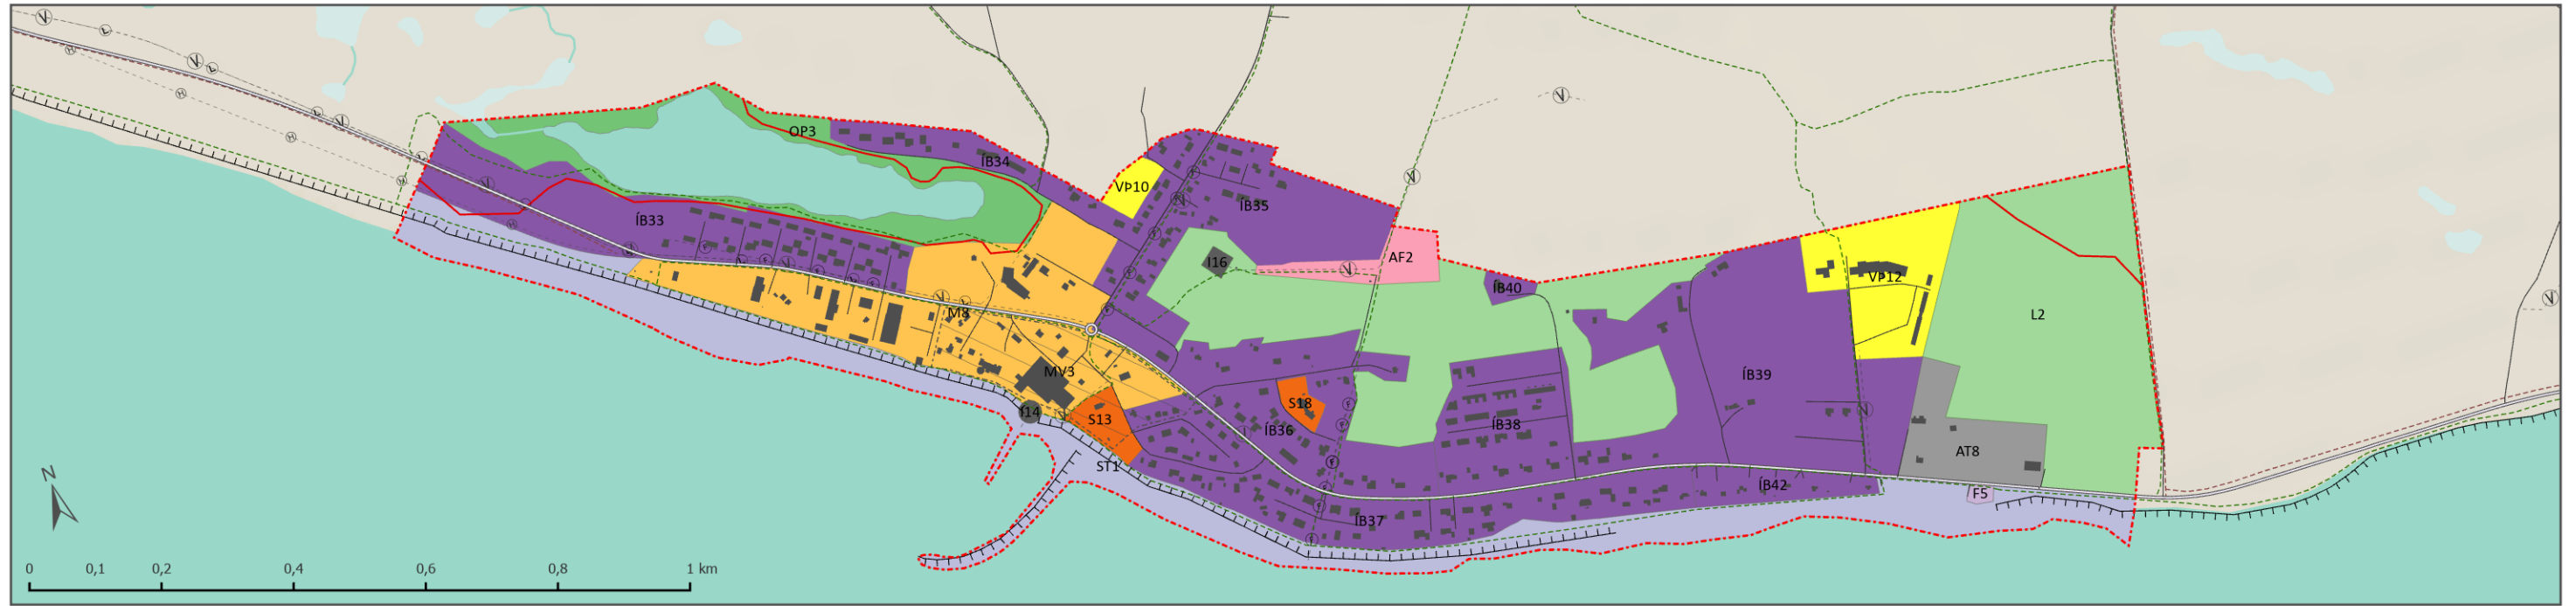 OP3
ÍB34
VÞ10
ÍB33
ÍB35
I16
AF2
ÍB40
VÞ12
L2
M8
MV3
ÍB39
I14
S13
S18
ÍB36
ÍB38
ST1
AT8
ÍB42
F5
ÍB37
N
0 0,1 0,2 0,4 0,6 0,8 1 km